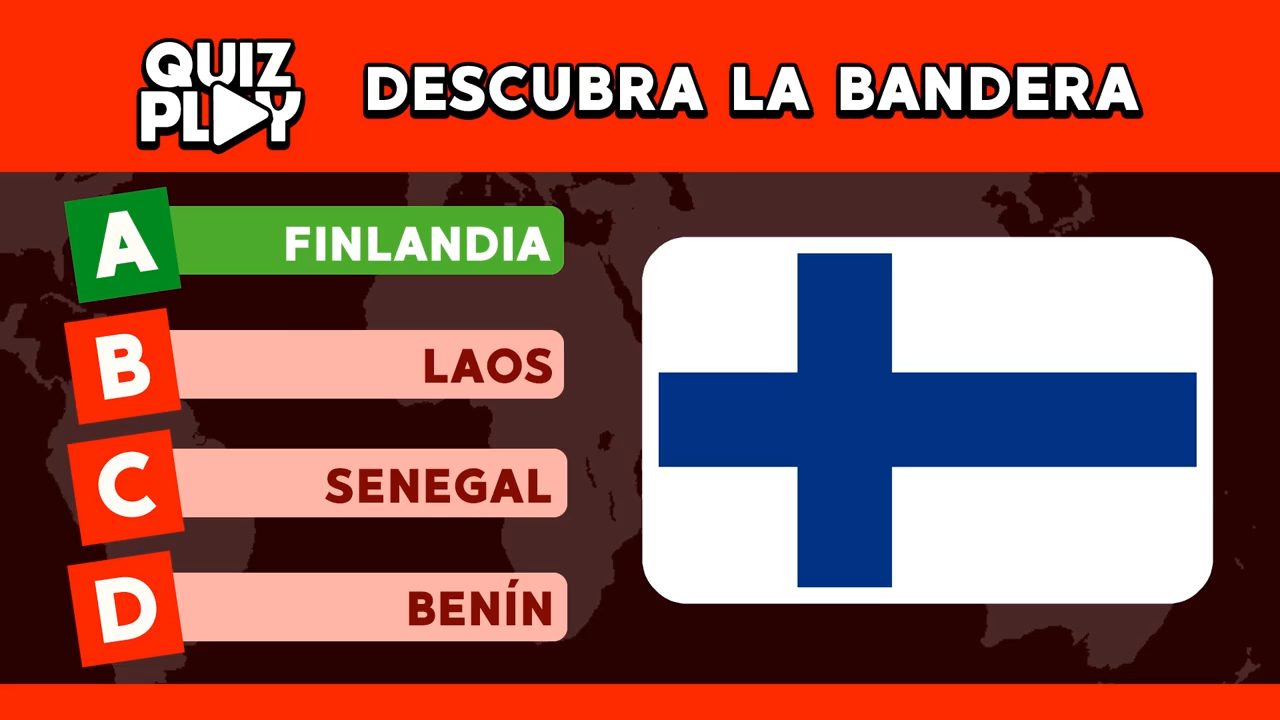 QUIZ
PLAY
DESCUBRA LA BANDERA
A FINLANDIA
B LAOS
C SENEGAL
D BENÍN